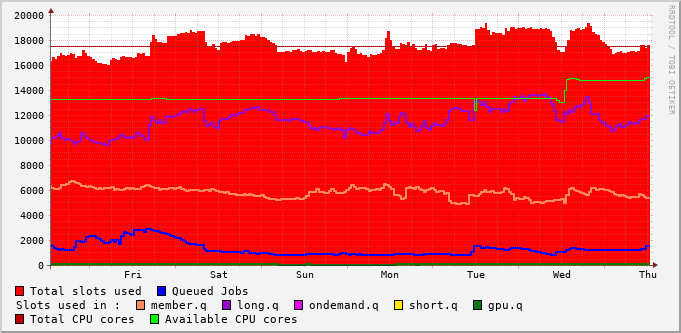 20000
18000
16000
14000
12000
10000
8000
6000
4000
2000
0
Fri Sat Sun Mon Tue Wed Thu
Total slots used Queued Jobs
Slots used in : member.q long.q ondemand.q short.q gpu.q
Total CPU cores Available CPU cores
RRDTOOL / TOBI OETIKER